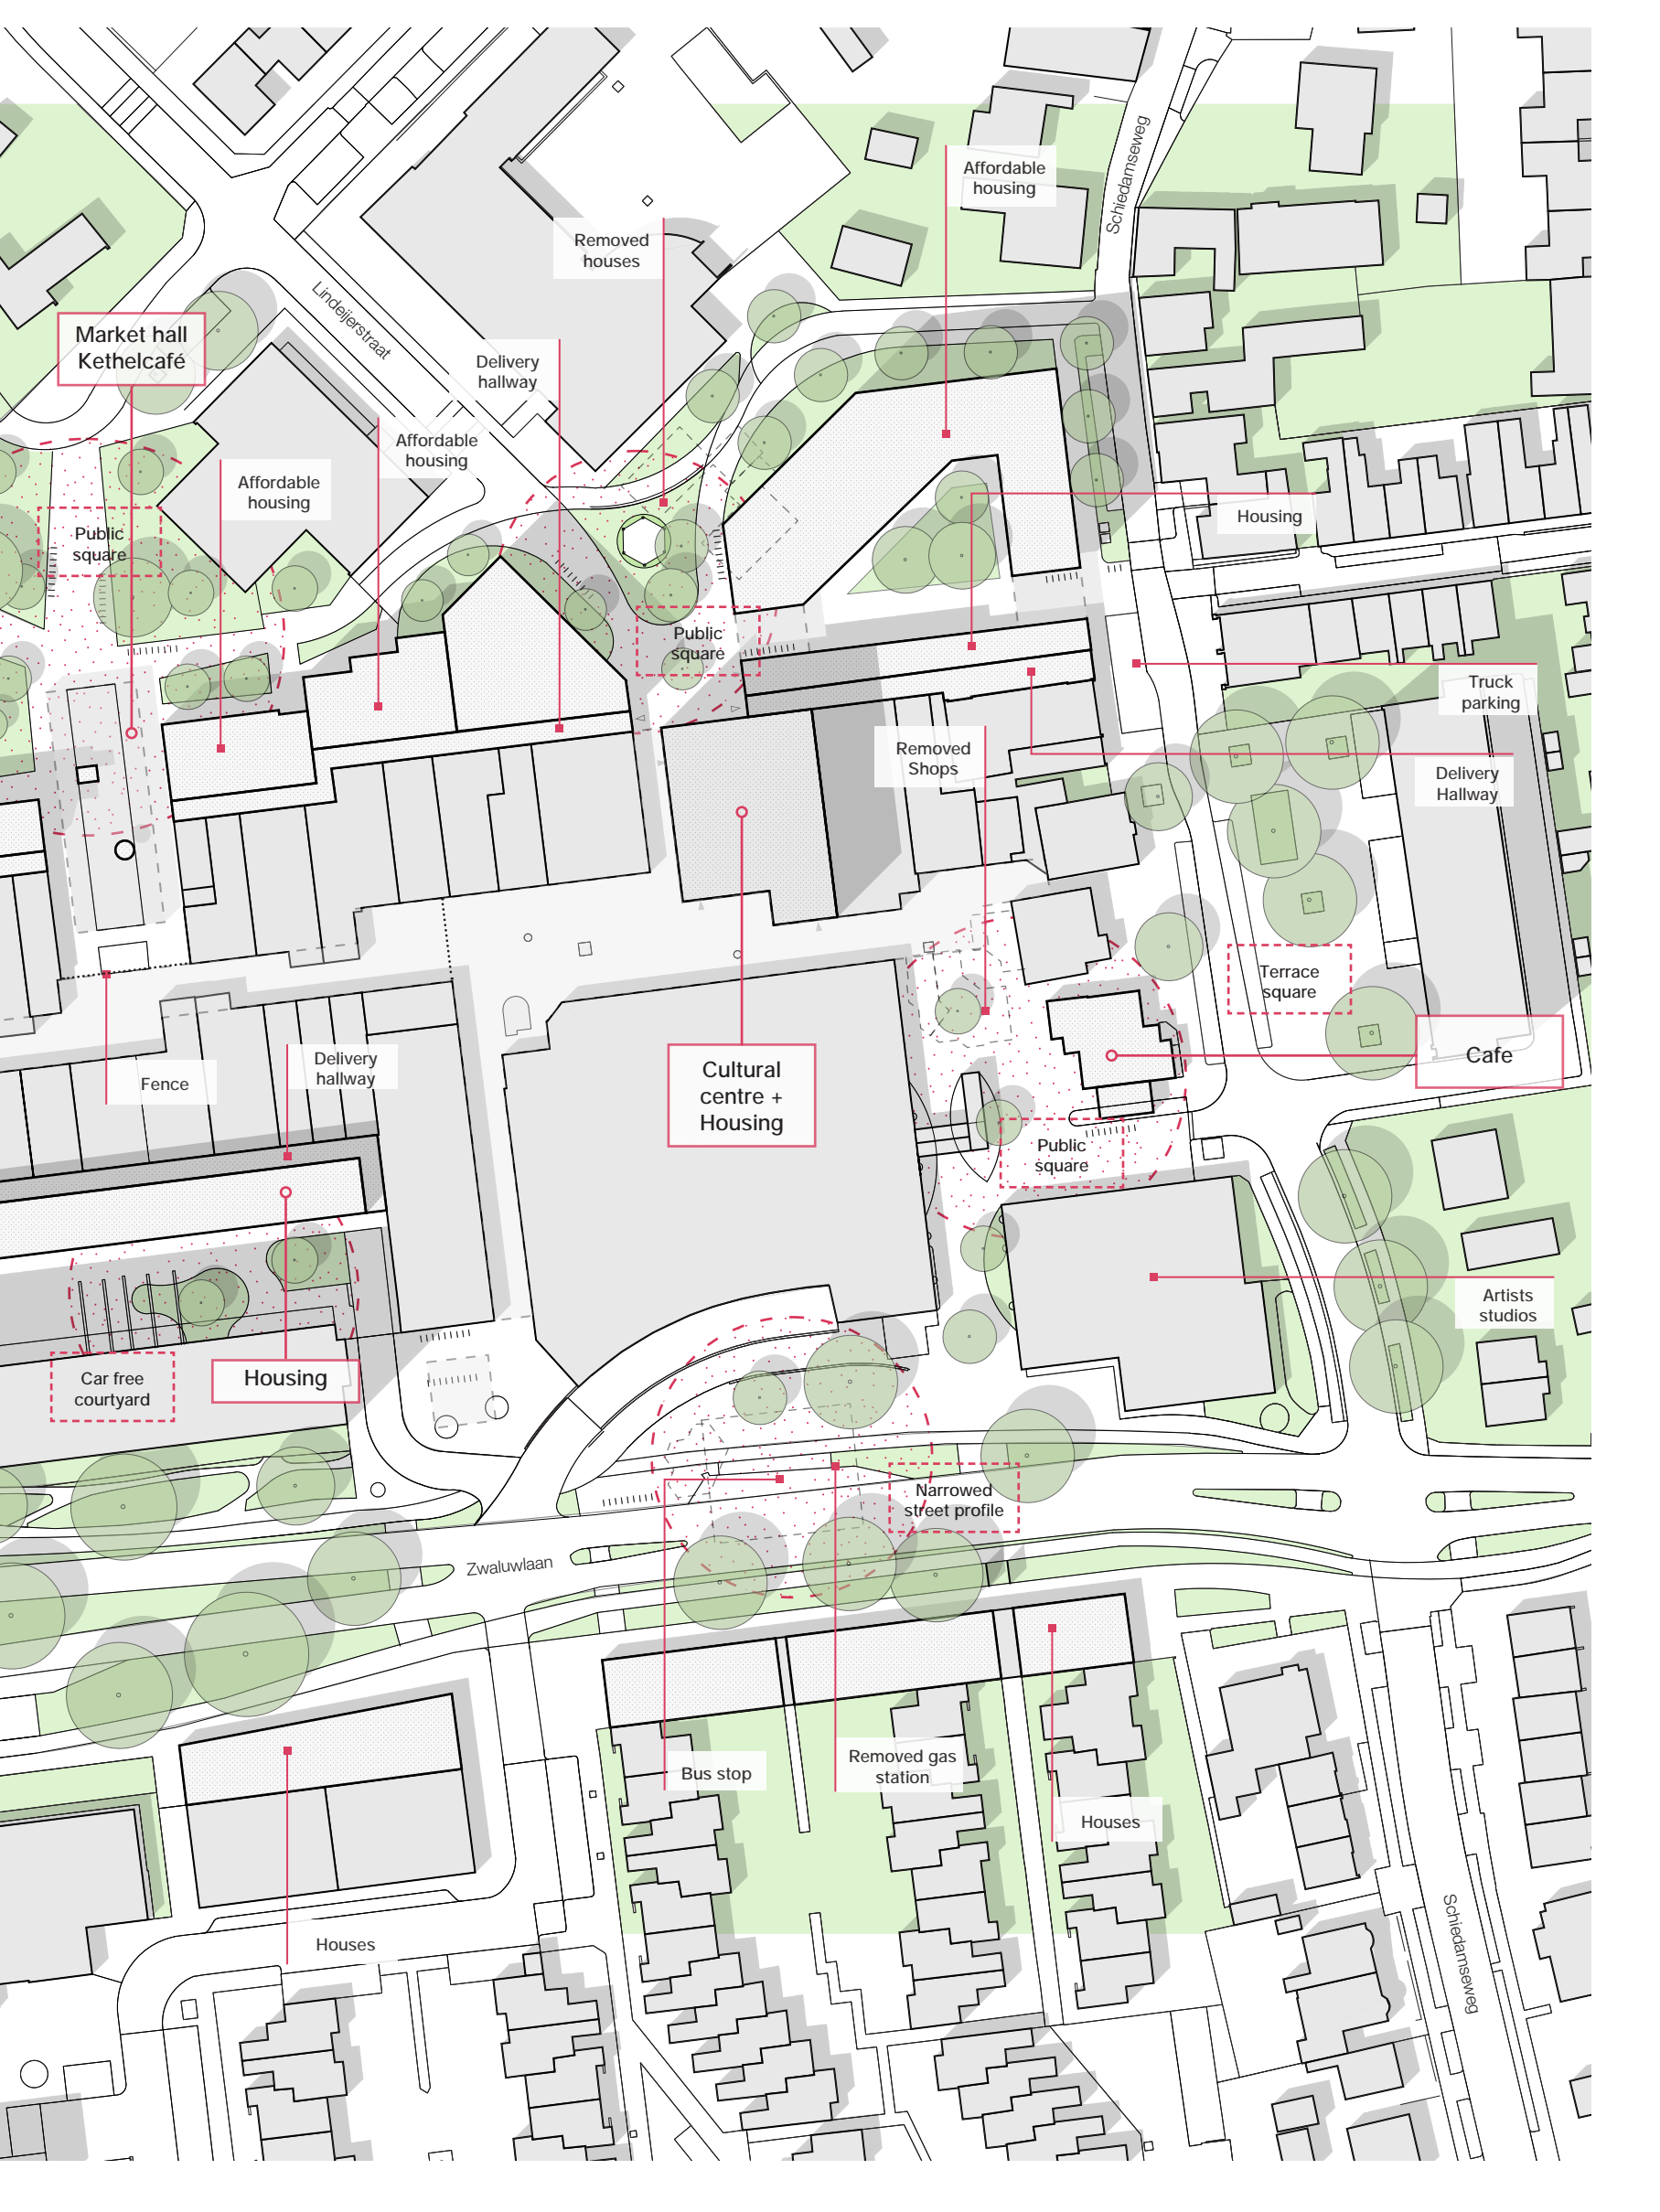 Schiedamseweg
Affordable
housing
Removed
houses
Lindeijerstraat
Market hall
Kethelcafé
Delivery
hallway
Affordable
housing
Affordable
housing
Public
square
Housing
Public
square
Truck
parking
Removed
Shops
Delivery
Hallway
Terrace
square
Cafe
Fence
Delivery
hallway
Cultural
centre +
Housing
Public
square
Artists
studios
Car free
courtyard
Housing
Narrowed
street profile
Zwaluwlaan
Bus stop
Removed gas
station
Houses
Houses
Schiedamseweg